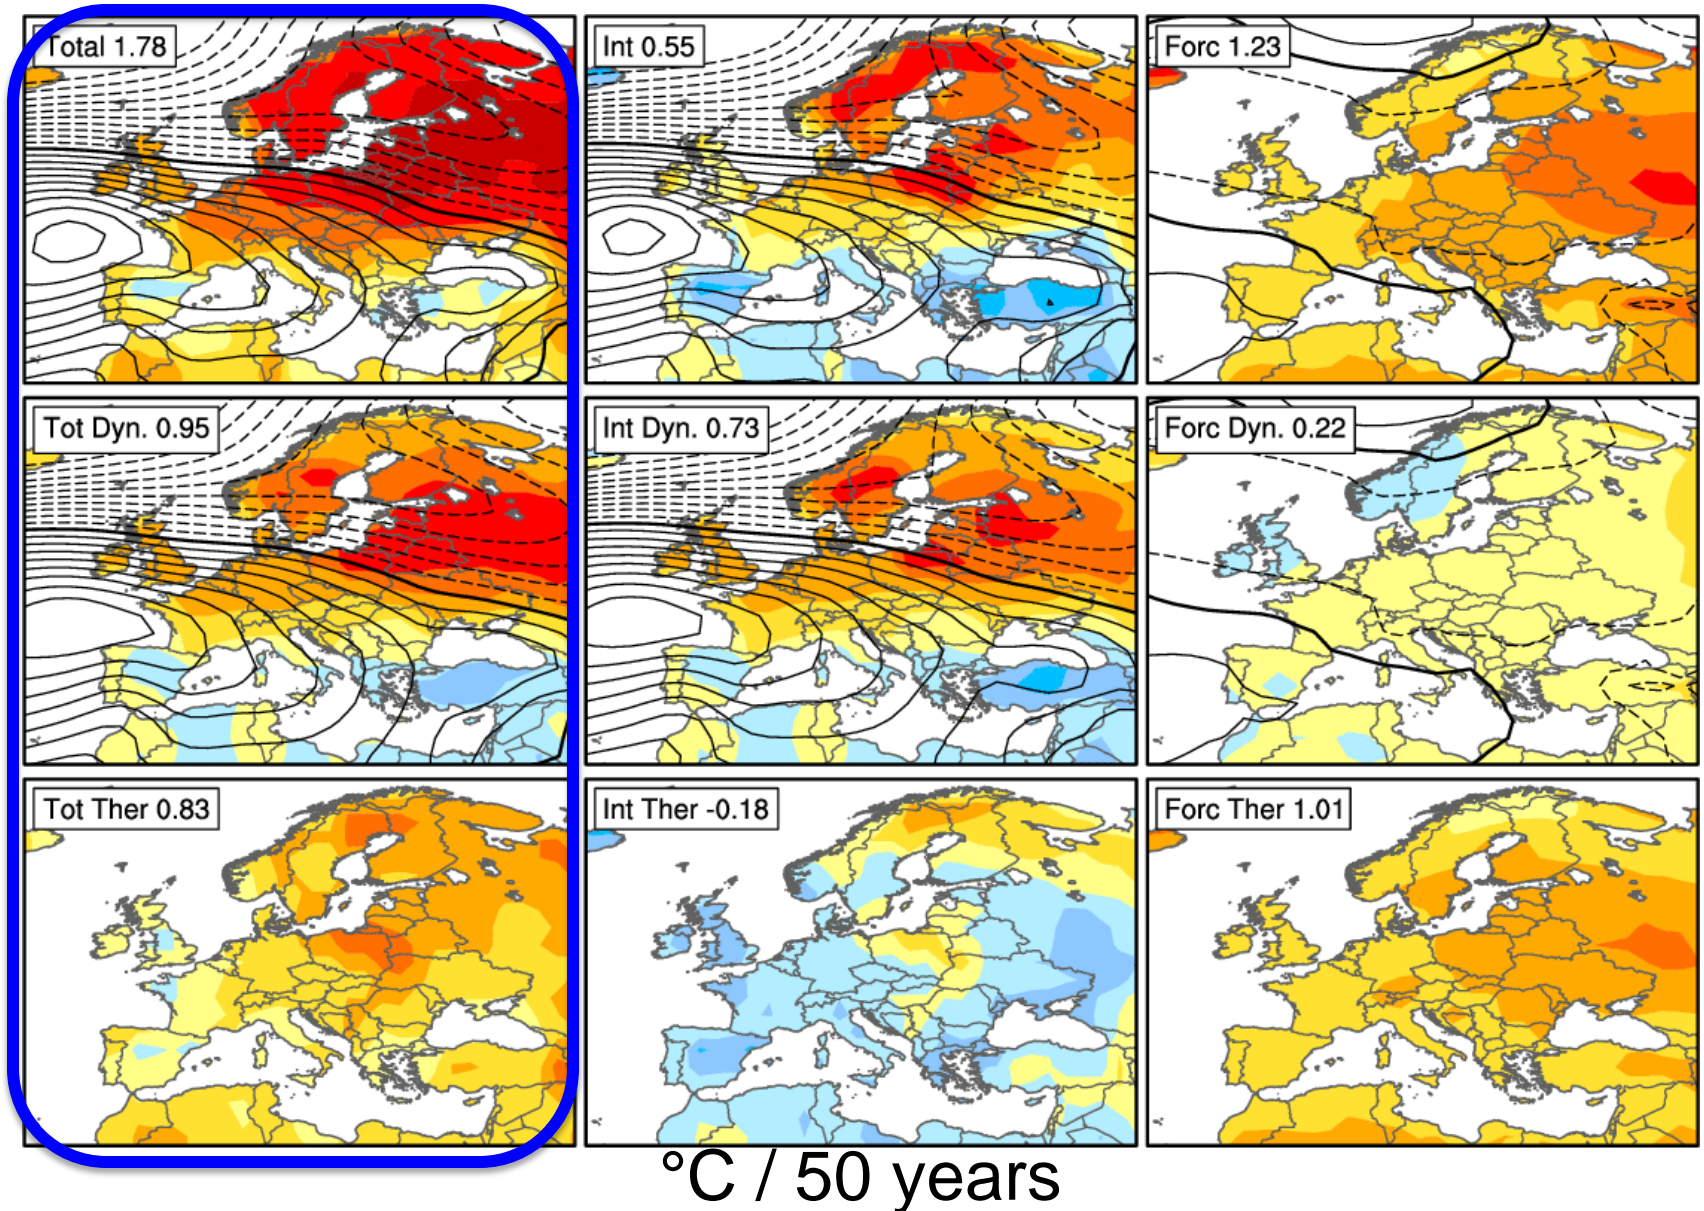 Total 1.78
Int 0.55
Forc 1.23
Tot Dyn. 0.95
Int Dyn. 0.73
Forc Dyn. 0.22
Tot Ther 0.83
Int Ther -0.18
Forc Ther 1.01
°C / 50 years